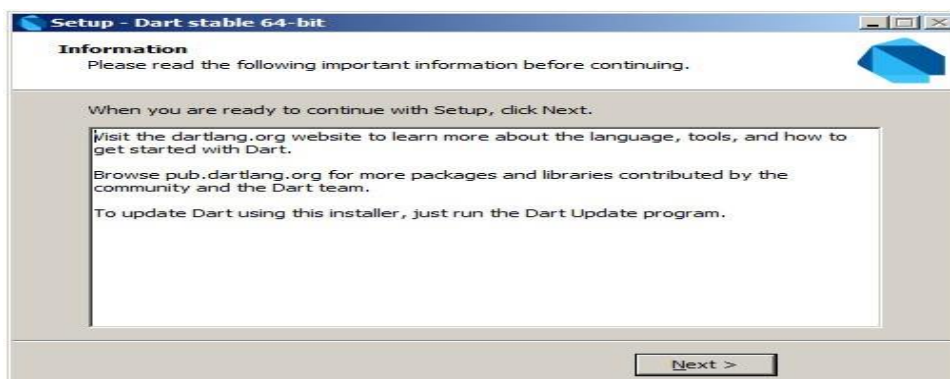 Setup - Dart stable 64-bit
Information
Please read the following important information before continuing.
When you are ready to continue with Setup, click Next.
Visit the dartlang.org website to learn more about the language, tools, and how to
get started with Dart.
Browse pub.dartlang.org for more packages and libraries contributed by the
community and the Dart team.
To update Dart using this installer, just run the Dart Update program.
Next >